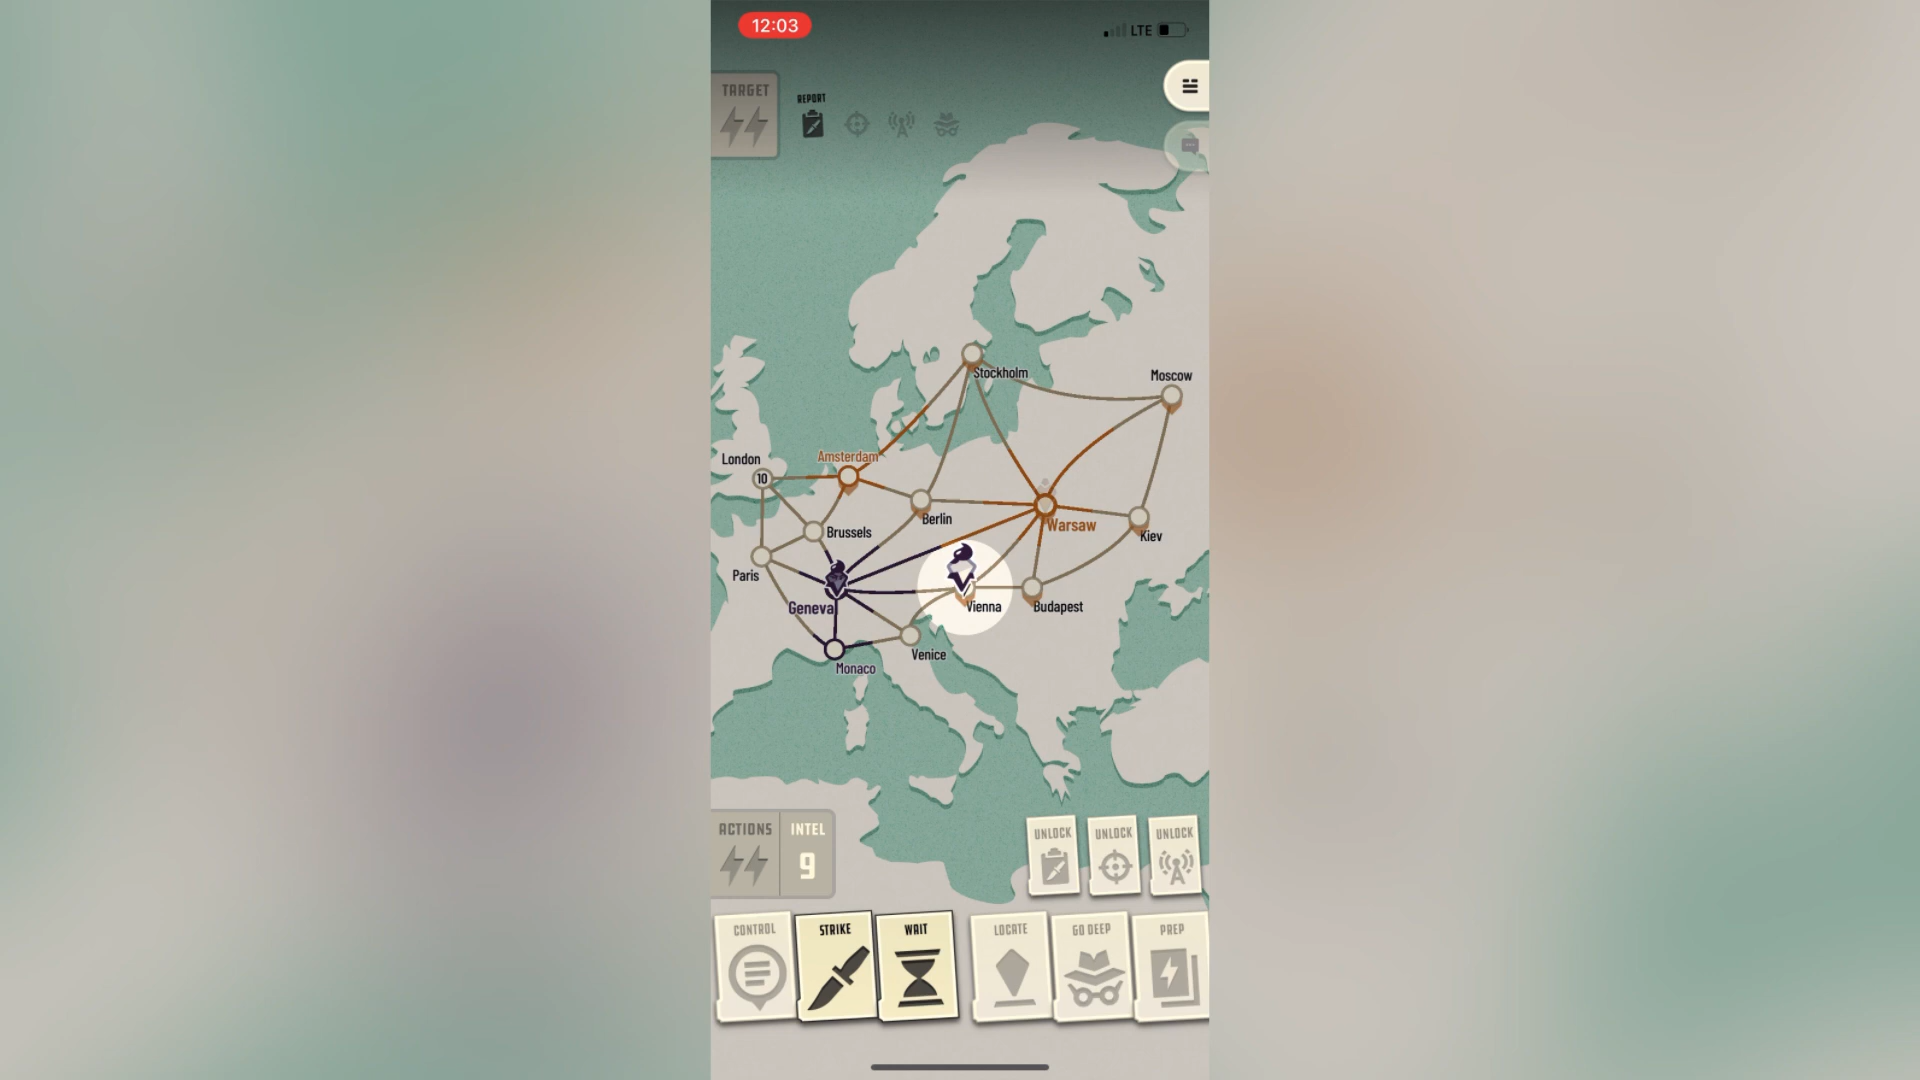 12:03
LTE
TARGET
REPORT
Stockholm
Moscow
London
10
Amsterdam
Berlin
Warsaw
Brussels
Kiev
Paris
Geneva
Vienna
Budapest
Venice
Monaco
ACTIONS
INTEL
9
UNLOCK
UNLOCK
UNLOCK
CONTROL
STRIKE
WAIT
LOCATE
GO DEEP
PREP